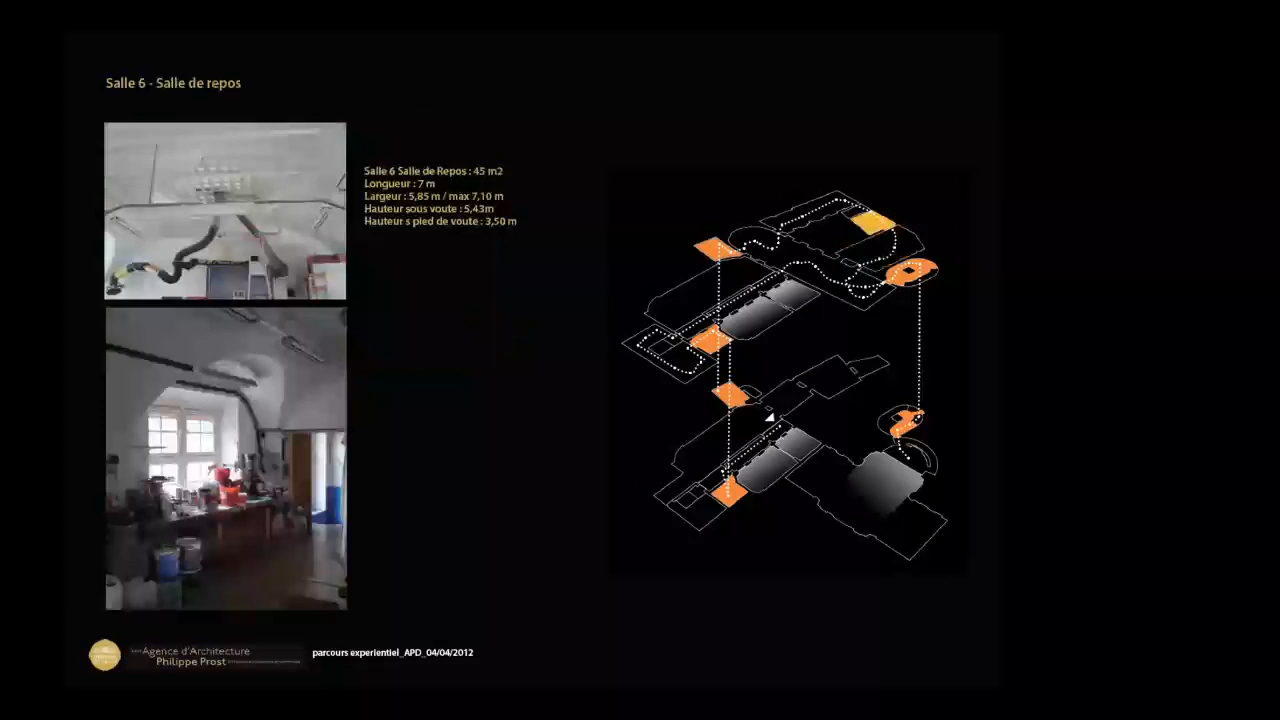 Salle 6 - Salle de repos
Salle 6 Salle de Repos : 45 m2
Longueur : 7 m
Largeur : 5,85 m / max 7,10 m
Hauteur sous voute : 5,43m
Hauteur s pied de voute : 3,50 m
Agence d'Architecture
Philippe Prost
parcours experientiel_APD_04/04/2012